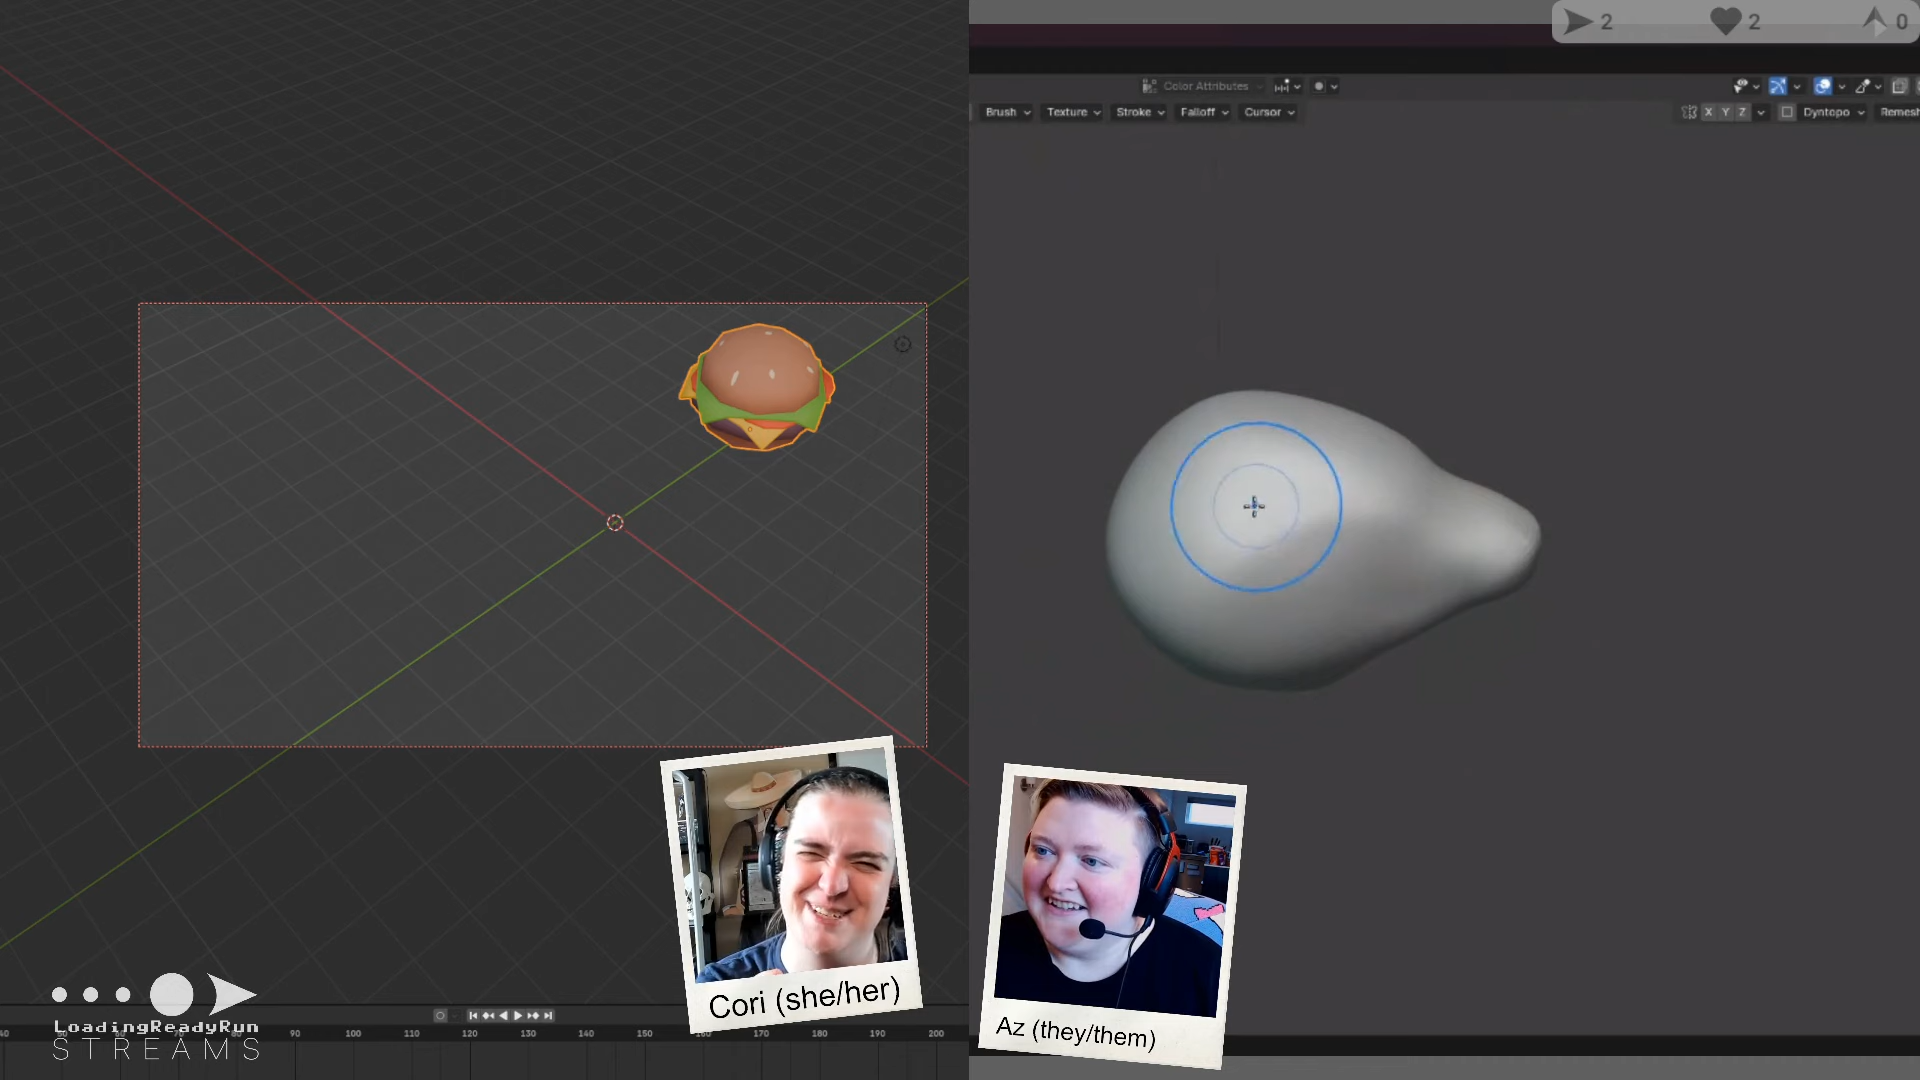 2 2 0
Color Attributes
Brush Texture Stroke Falloff Cursor X Y Z Dyntopo Remesh
Cori (she/her)
Az (they/them)
LoadingReadyRun
STREAMS
40 90 100 110 120 130 140 150 170 180 190 200